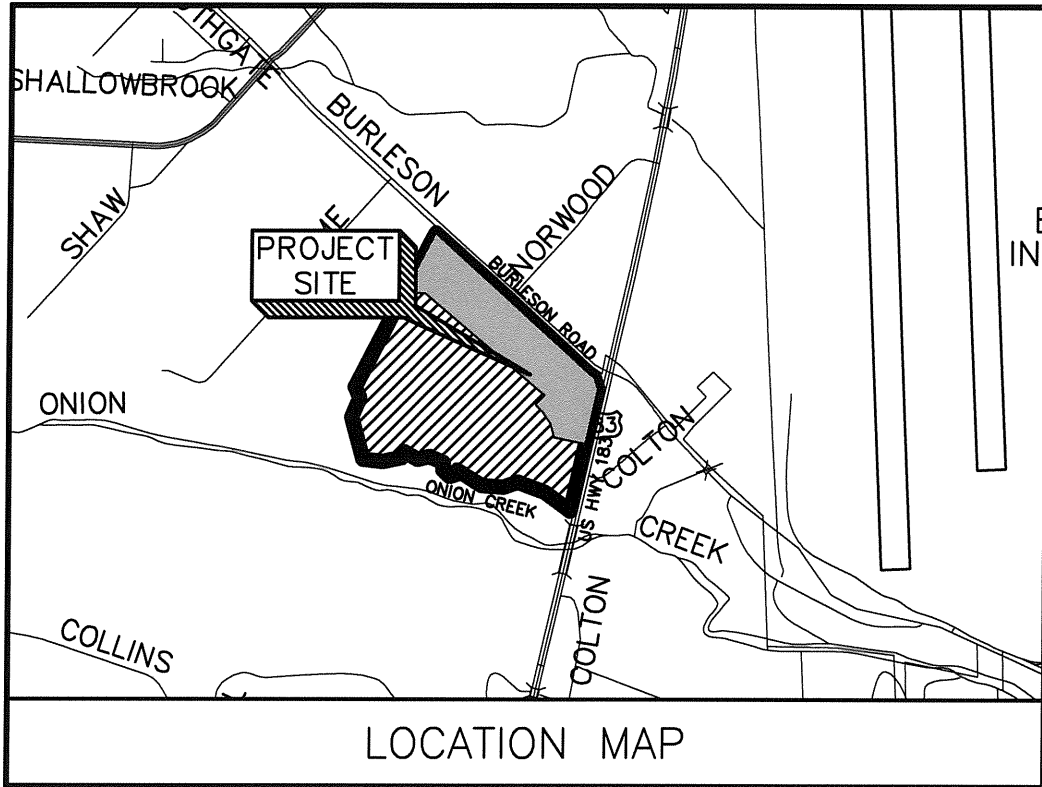 SHALLOWBROOK
BURLESON
NORWOOD
SHAW
PROJECT
SITE
BURLESON ROAD
IN
ONION
COLTON
US HWY 183
ONION CREEK
CREEK
COLTON
COLLINS
LOCATION MAP